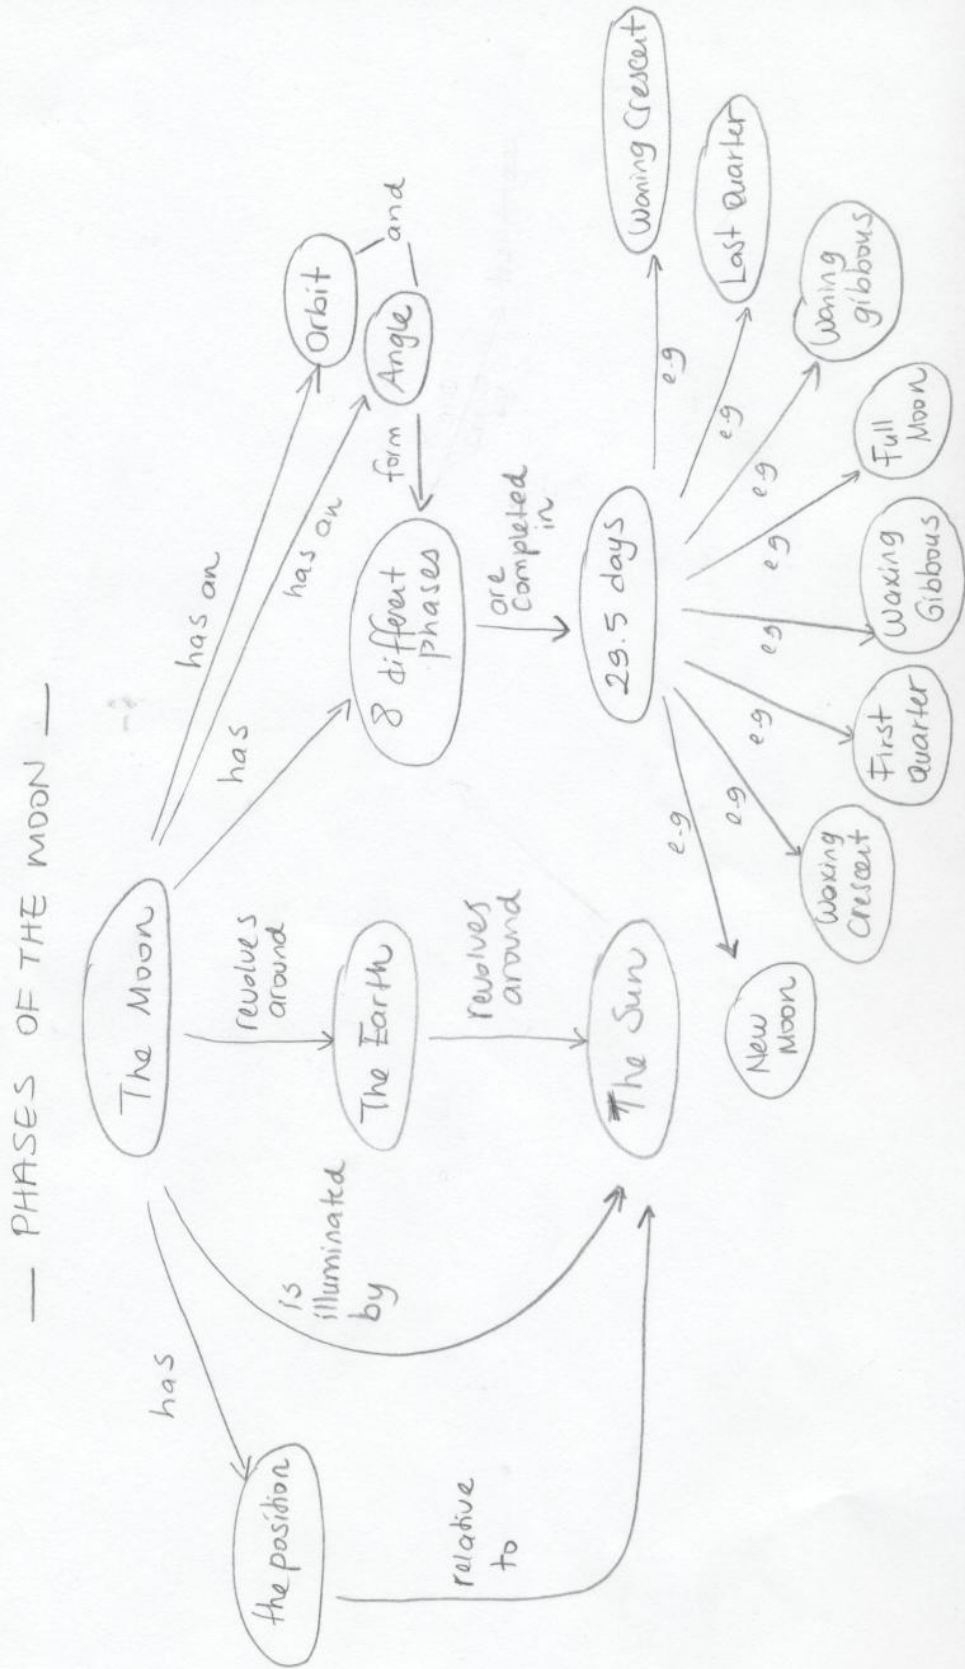 — PHASES OF THE MOON —
The Moon
has
has an
has an
has
revolves
around
is
illuminated
by
the position
The Earth
8 different
phases
form
Angle
Orbit
and
relative
to
revolves
around
are
completed
in
The Sun
29.5 days
e.g
e.g
e.g
e.g
e.g
e.g
e.g
e.g
New
Moon
Waxing
Crescent
First
Quarter
Waxing
Gibbous
Full
Moon
Waning
gibbous
Last Quarter
Waning Crescent